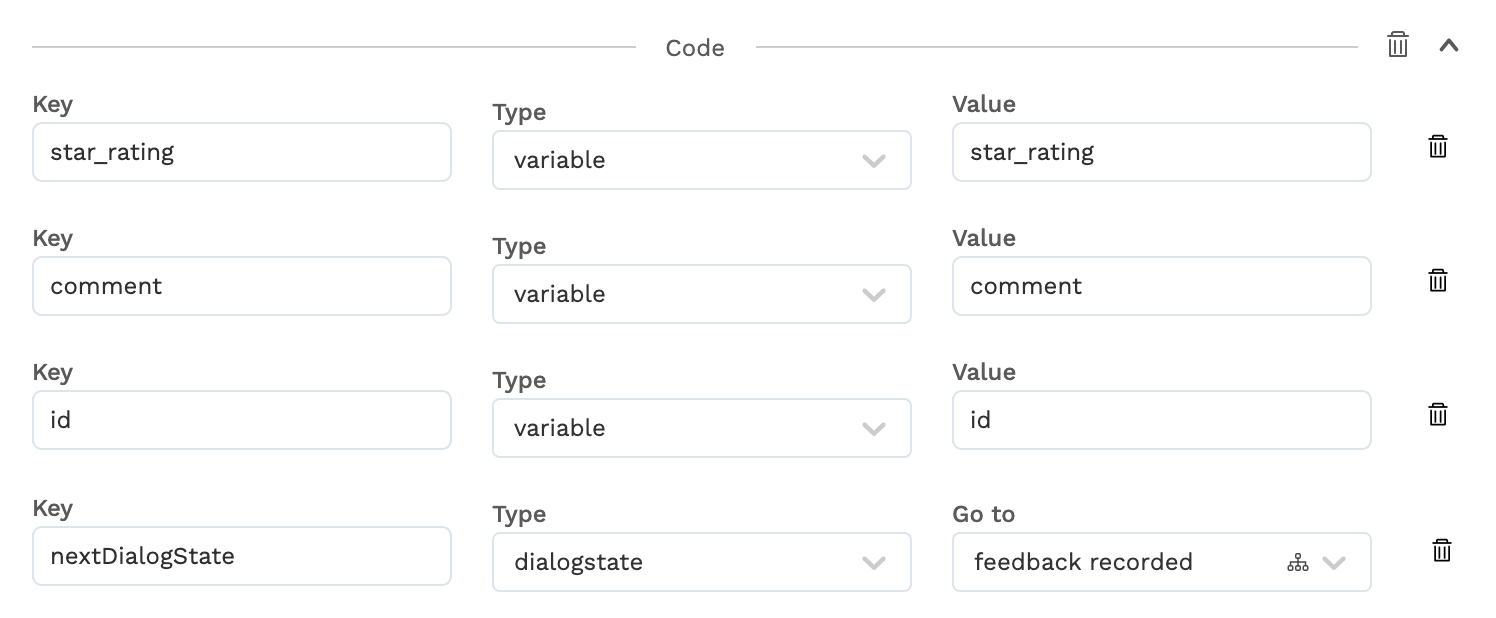 Code
Key Type Value
star_rating variable star_rating
Key Type Value
comment variable comment
Key Type Value
id variable id
Key Type Go to
nextDialogState dialogstate feedback recorded